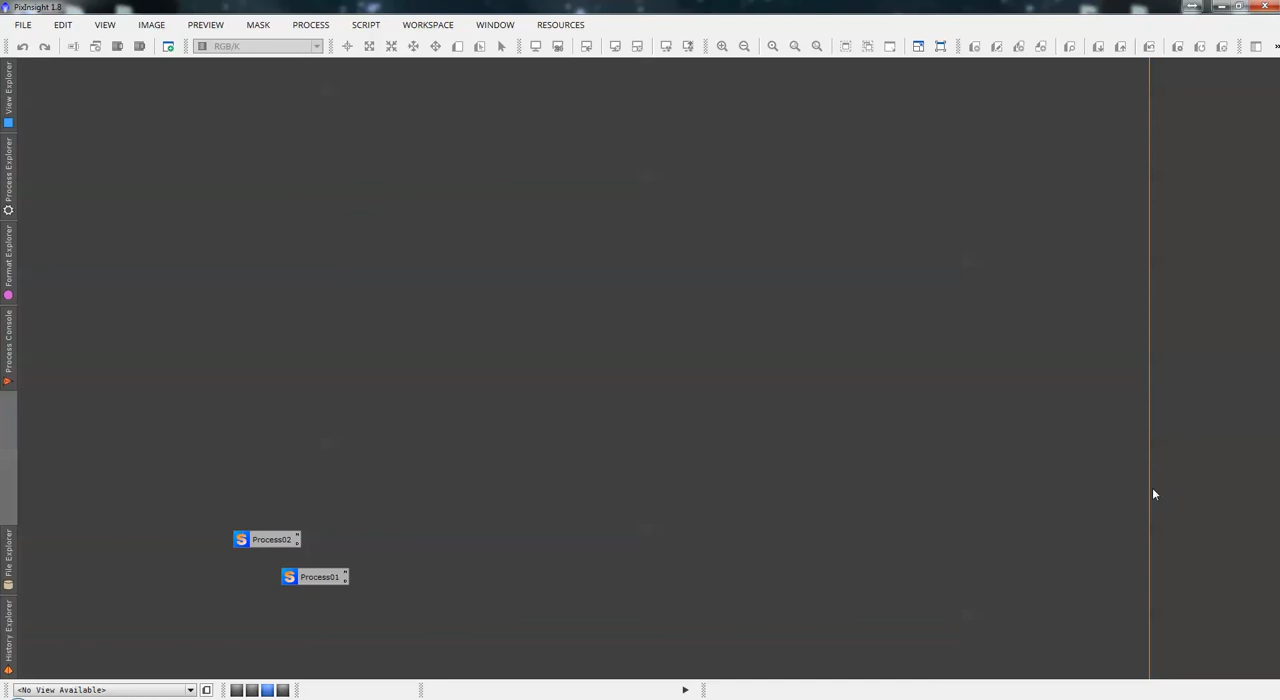 PixInsight 1.8
FILE EDIT VIEW IMAGE PREVIEW MASK PROCESS SCRIPT WORKSPACE WINDOW RESOURCES
RGB/K
View Explorer
Process Explorer
Format Explorer
Process Console
File Explorer
History Explorer
Process02
Process01
<No View Available>